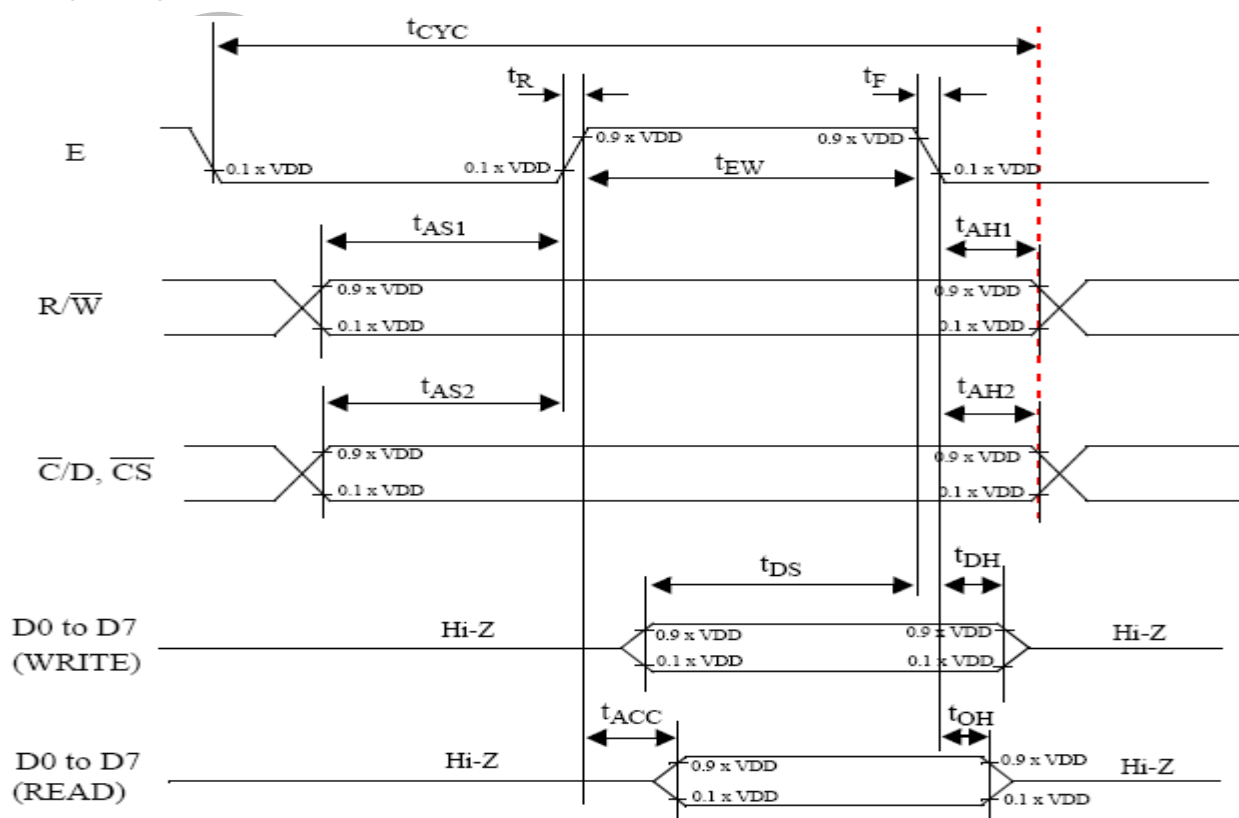 tCYC
tR
tF
E
0.9 x VDD
0.9 x VDD
0.1 x VDD
0.1 x VDD
0.1 x VDD
tEW
tAS1
tAH1
R/W̅
0.9 x VDD
0.9 x VDD
0.1 x VDD
0.1 x VDD
tAS2
tAH2
C̅/D, C̅S̅
0.9 x VDD
0.9 x VDD
0.1 x VDD
0.1 x VDD
tDS
tDH
D0 to D7
(WRITE)
Hi-Z
0.9 x VDD
0.9 x VDD
Hi-Z
0.1 x VDD
0.1 x VDD
tACC
tOH
D0 to D7
(READ)
Hi-Z
0.9 x VDD
0.9 x VDD
Hi-Z
0.1 x VDD
0.1 x VDD